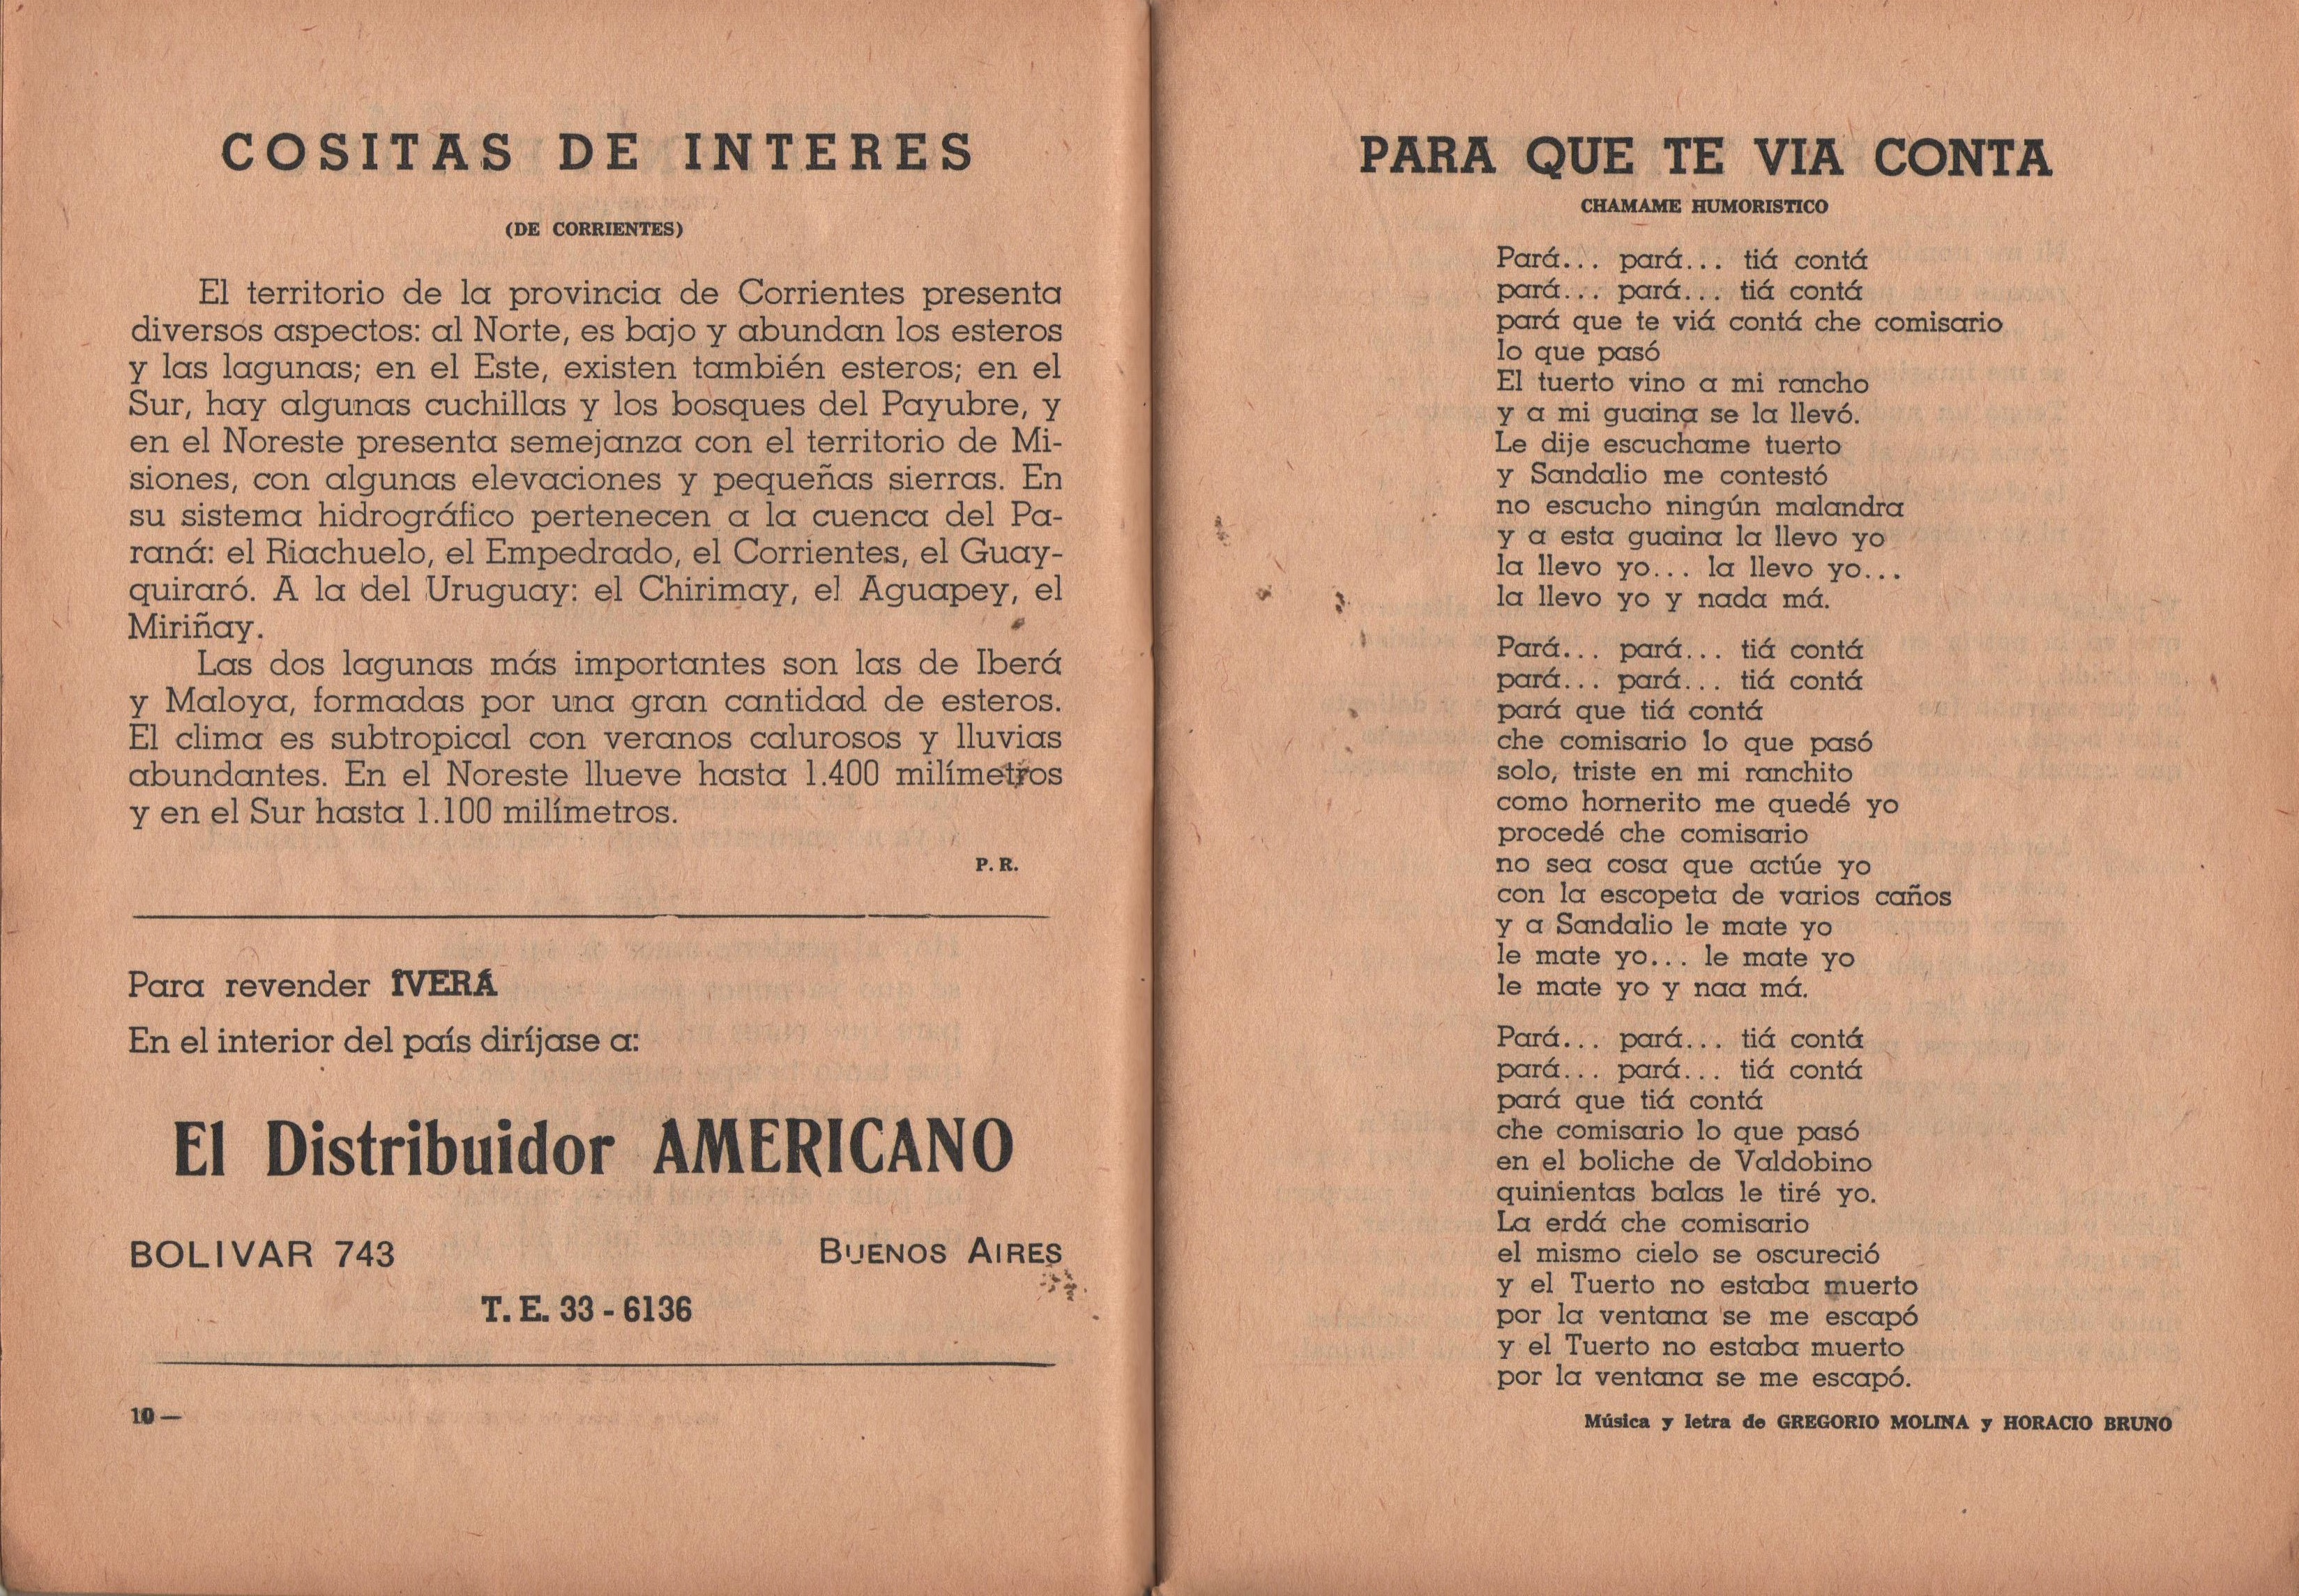 COSITAS DE INTERES
(DE CORRIENTES)
El territorio de la provincia de Corrientes presenta
diversos aspectos: al Norte, es bajo y abundan los esteros
y las lagunas; en el Este, existen también esteros; en el
Sur, hay algunas cuchillas y los bosques del Payubre, y
en el Noreste presenta semejanza con el territorio de Mi-
siones, con algunas elevaciones y pequeñas sierras. En
su sistema hidrográfico pertenecen a la cuenca del Pa-
raná: el Riachuelo, el Empedrado, el Corrientes, el Guay-
quiraró. A la del Uruguay: el Chirimay, el Aguapey, el
Miriñay.
Las dos lagunas más importantes son las de Iberá
y Maloya, formadas por una gran cantidad de esteros.
El clima es subtropical con veranos calurosos y lluvias
abundantes. En el Noreste llueve hasta 1.400 milímetros
y en el Sur hasta 1.100 milímetros.
P. R.
Para revender ÎVERÁ
En el interior del país diríjase a:
El Distribuidor AMERICANO
BOLIVAR 743 BUENOS AIRES
T. E. 33 - 6136
10 —
PARA QUE TE VIA CONTA
CHAMAME HUMORISTICO
Pará... pará... tiá contá
pará... pará... tiá contá
pará que te viá contá che comisario
lo que pasó
El tuerto vino a mi rancho
y a mi guaina se la llevó.
Le dije escuchame tuerto
y Sandalio me contestó
no escucho ningún malandra
y a esta guaina la llevo yo
la llevo yo... la llevo yo...
la llevo yo y nada má.
Pará... pará... tiá contá
pará... pará... tiá contá
pará que tiá contá
che comisario lo que pasó
solo, triste en mi ranchito
como hornerito me quedé yo
procedé che comisario
no sea cosa que actúe yo
con la escopeta de varios caños
y a Sandalio le mate yo
le mate yo... le mate yo
le mate yo y naa má.
Pará... pará... tiá contá
pará... pará... tiá contá
pará que tiá contá
che comisario lo que pasó
en el boliche de Valdobino
quinientas balas le tiré yo.
La erdá che comisario
el mismo cielo se oscureció
y el Tuerto no estaba muerto
por la ventana se me escapó
y el Tuerto no estaba muerto
por la ventana se me escapó.
Música y letra de GREGORIO MOLINA y HORACIO BRUNO